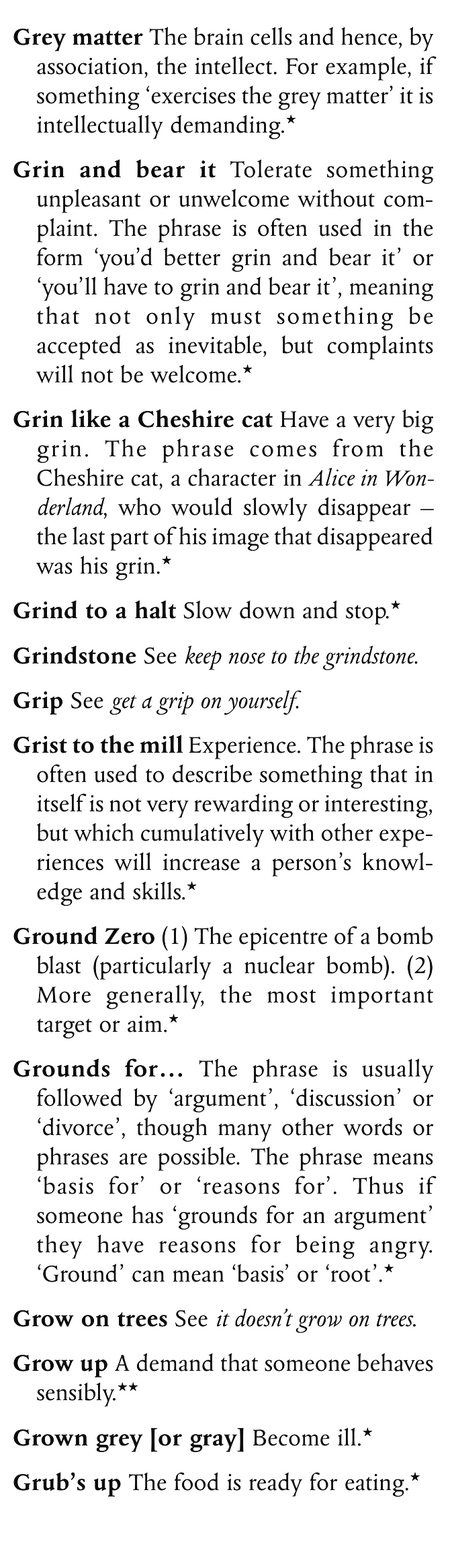 Grey matter The brain cells and hence, by
association, the intellect. For example, if
something ‘exercises the grey matter’ it is
intellectually demanding.★
Grin and bear it Tolerate something
unpleasant or unwelcome without com-
plaint. The phrase is often used in the
form ‘you’d better grin and bear it’ or
‘you’ll have to grin and bear it’, meaning
that not only must something be
accepted as inevitable, but complaints
will not be welcome.★
Grin like a Cheshire cat Have a very big
grin. The phrase comes from the
Cheshire cat, a character in Alice in Won-
derland, who would slowly disappear –
the last part of his image that disappeared
was his grin.★
Grind to a halt Slow down and stop.★
Grindstone See keep nose to the grindstone.
Grip See get a grip on yourself.
Grist to the mill Experience. The phrase is
often used to describe something that in
itself is not very rewarding or interesting,
but which cumulatively with other expe-
riences will increase a person’s knowl-
edge and skills.★
Ground Zero (1) The epicentre of a bomb
blast (particularly a nuclear bomb). (2)
More generally, the most important
target or aim.★
Grounds for… The phrase is usually
followed by ‘argument’, ‘discussion’ or
‘divorce’, though many other words or
phrases are possible. The phrase means
‘basis for’ or ‘reasons for’. Thus if
someone has ‘grounds for an argument’
they have reasons for being angry.
‘Ground’ can mean ‘basis’ or ‘root’.★
Grow on trees See it doesn’t grow on trees.
Grow up A demand that someone behaves
sensibly.★★
Grown grey [or gray] Become ill.★
Grub’s up The food is ready for eating.★